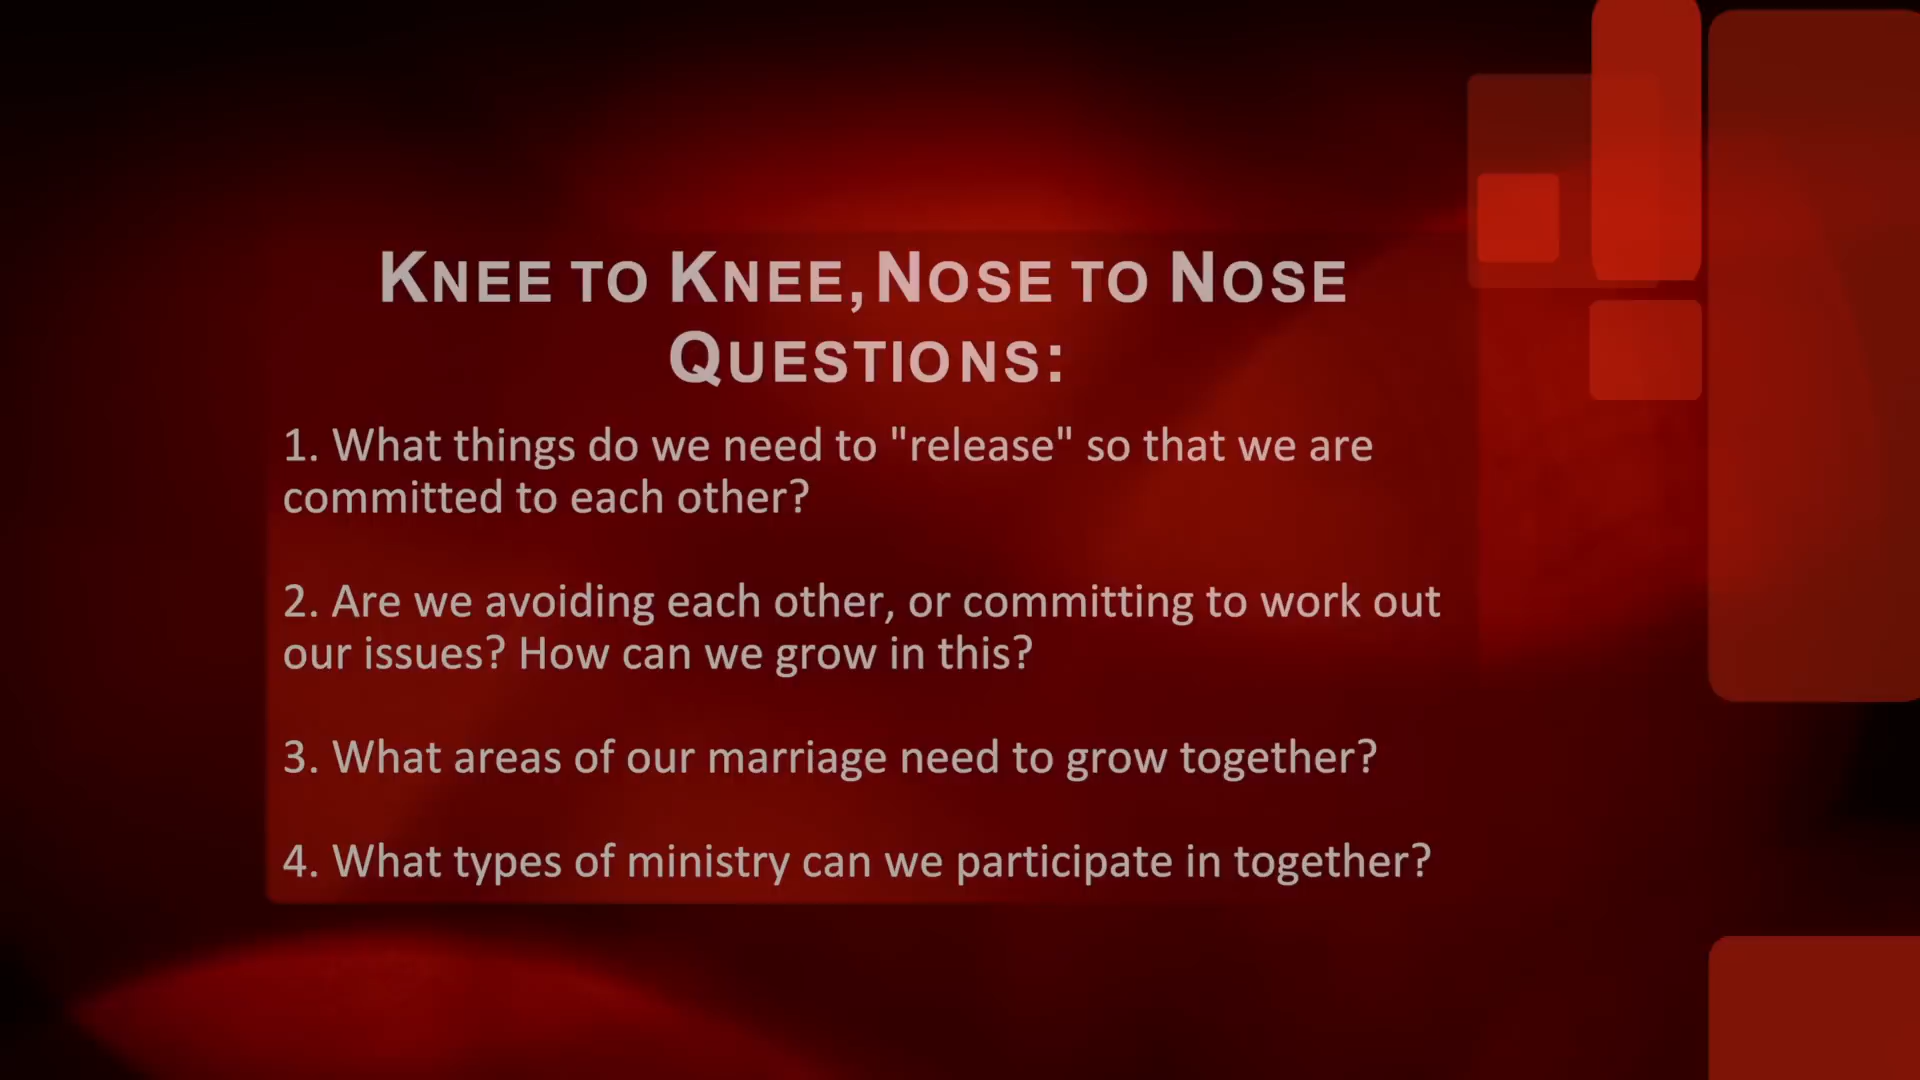 KNEE TO KNEE, NOSE TO NOSE
QUESTIONS:
1. What things do we need to "release" so that we are
committed to each other?
2. Are we avoiding each other, or committing to work out
our issues? How can we grow in this?
3. What areas of our marriage need to grow together?
4. What types of ministry can we participate in together?